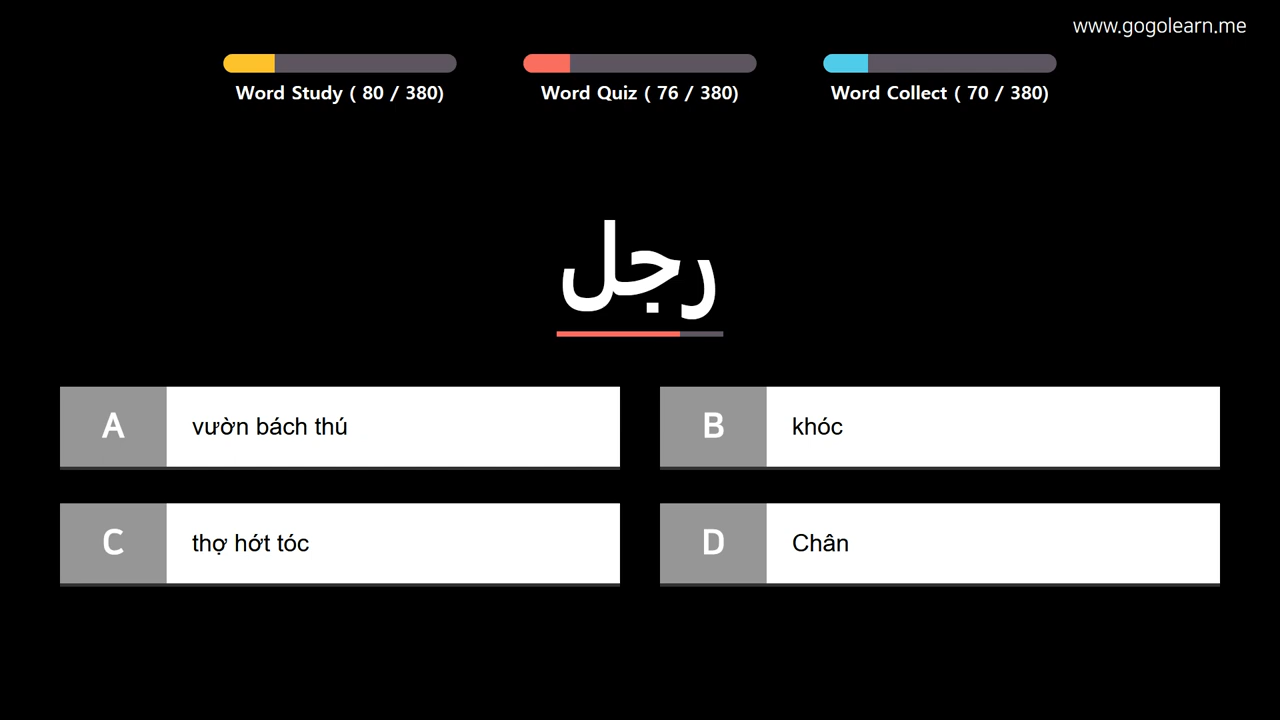 www.gogolearn.me
Word Study ( 80 / 380)
Word Quiz ( 76 / 380)
Word Collect ( 70 / 380)
رجل
A
vườn bách thú
B
khóc
C
thợ hớt tóc
D
Chân